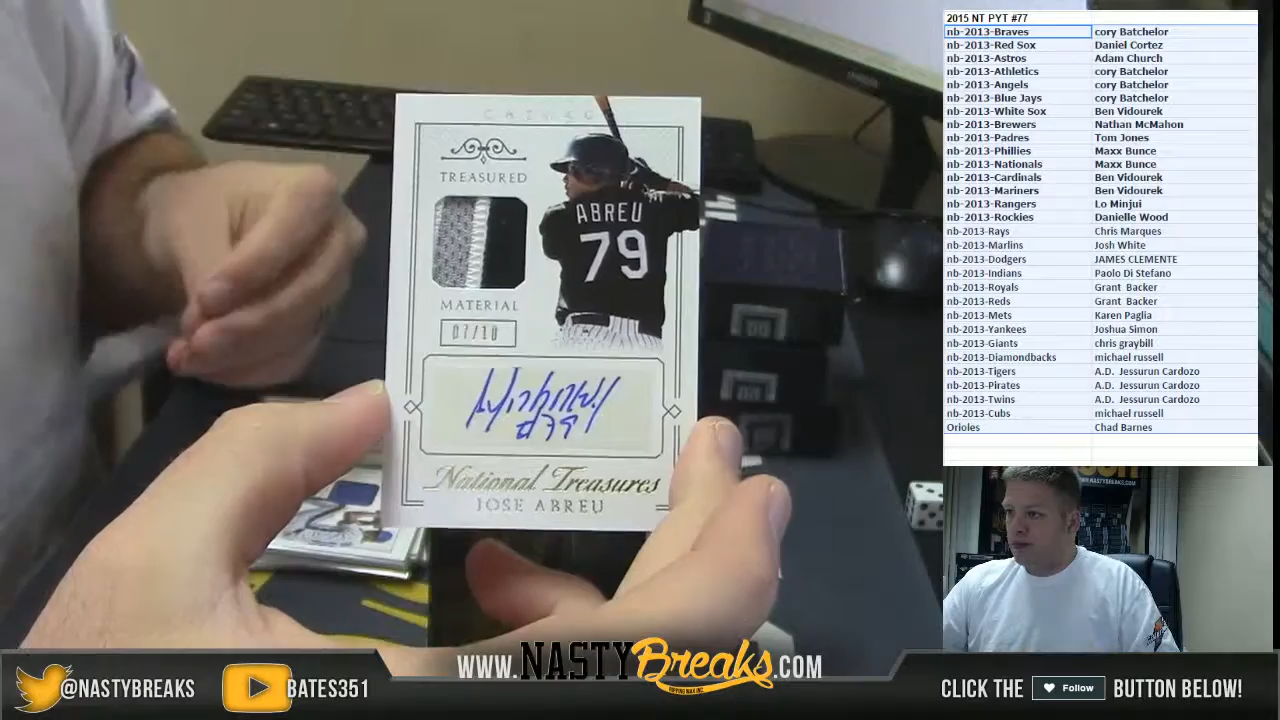 CHICAGO
TREASURED
ABREU
79
MATERIAL
07/10
#79
National Treasures
JOSE ABREU
2015 NT PYT #77
nb-2013-Braves cory Batchelor
nb-2013-Red Sox Daniel Cortez
nb-2013-Astros Adam Church
nb-2013-Athletics cory Batchelor
nb-2013-Angels cory Batchelor
nb-2013-Blue Jays cory Batchelor
nb-2013-White Sox Ben Vidourek
nb-2013-Brewers Nathan McMahon
nb-2013-Padres Tom Jones
nb-2013-Phillies Maxx Bunce
nb-2013-Nationals Maxx Bunce
nb-2013-Cardinals Ben Vidourek
nb-2013-Mariners Ben Vidourek
nb-2013-Rangers Lo Minjui
nb-2013-Rockies Danielle Wood
nb-2013-Rays Chris Marques
nb-2013-Marlins Josh White
nb-2013-Dodgers JAMES CLEMENTE
nb-2013-Indians Paolo Di Stefano
nb-2013-Royals Grant Backer
nb-2013-Reds Grant Backer
nb-2013-Mets Karen Paglia
nb-2013-Yankees Joshua Simon
nb-2013-Giants chris graybill
nb-2013-Diamondbacks michael russell
nb-2013-Tigers A.D. Jessurun Cardozo
nb-2013-Pirates A.D. Jessurun Cardozo
nb-2013-Twins A.D. Jessurun Cardozo
nb-2013-Cubs michael russell
Orioles Chad Barnes
@NASTYBREAKS
BATES351
WWW.NASTYBreaks.COM
RIPPING WAX INC.
CLICK THE Follow BUTTON BELOW!